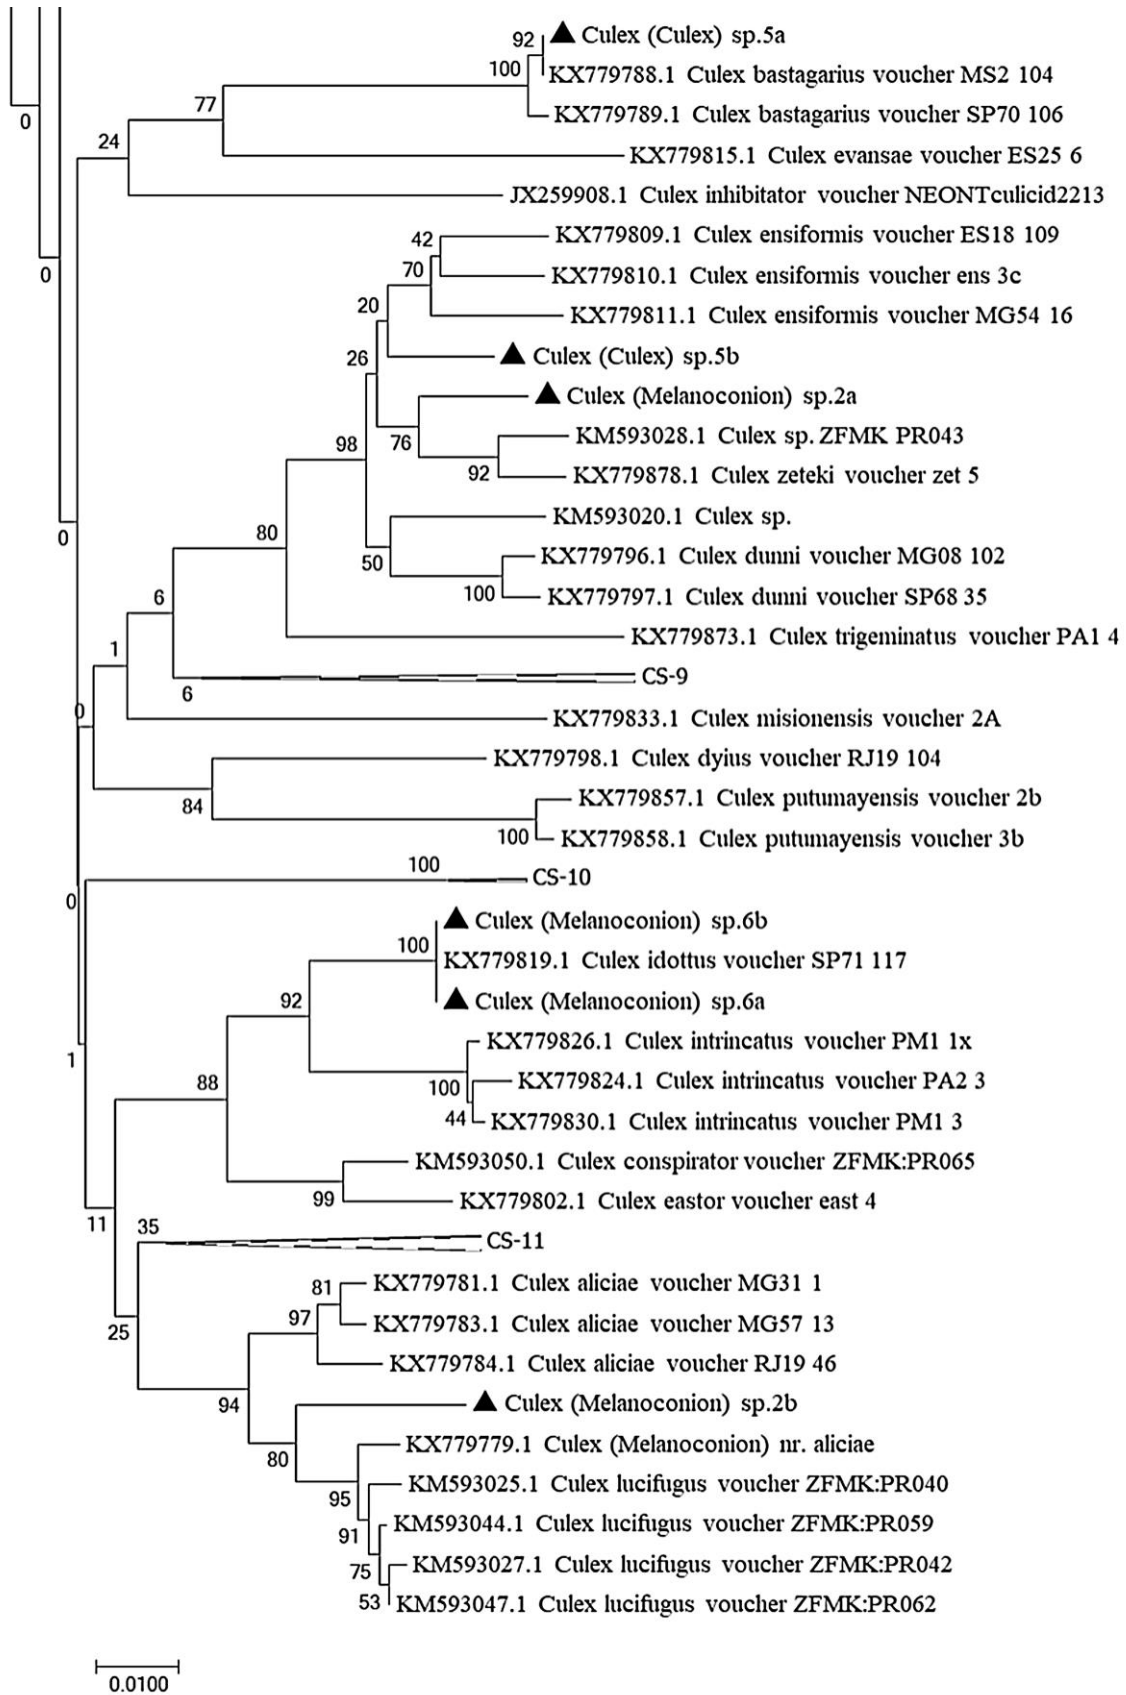 92 ▲ Culex (Culex) sp.5a
100 KX779788.1 Culex bastagarius voucher MS2 104
77 KX779789.1 Culex bastagarius voucher SP70 106
0
24 KX779815.1 Culex evansae voucher ES25 6
JX259908.1 Culex inhibitator voucher NEONTculicid2213
42 KX779809.1 Culex ensiformis voucher ES18 109
0 70 KX779810.1 Culex ensiformis voucher ens 3c
20 KX779811.1 Culex ensiformis voucher MG54 16
26 ▲ Culex (Culex) sp.5b
▲ Culex (Melanoconion) sp.2a
98 76 KM593028.1 Culex sp. ZFMK PR043
92 KX779878.1 Culex zeteki voucher zet 5
KM593020.1 Culex sp.
0 80 50 KX779796.1 Culex dunni voucher MG08 102
100 KX779797.1 Culex dunni voucher SP68 35
6
1 KX779873.1 Culex trigeminatus voucher PA1 4
6 CS-9
0 KX779833.1 Culex misionensis voucher 2A
KX779798.1 Culex dyius voucher RJ19 104
84 KX779857.1 Culex putumayensis voucher 2b
100 KX779858.1 Culex putumayensis voucher 3b
0 100 CS-10
▲ Culex (Melanoconion) sp.6b
100 KX779819.1 Culex idottus voucher SP71 117
92 ▲ Culex (Melanoconion) sp.6a
1 KX779826.1 Culex intrincatus voucher PM1 1x
88 100 KX779824.1 Culex intrincatus voucher PA2 3
44 KX779830.1 Culex intrincatus voucher PM1 3
KM593050.1 Culex conspirator voucher ZFMK:PR065
99 KX779802.1 Culex eastor voucher east 4
11 35 CS-11
81 KX779781.1 Culex aliciae voucher MG31 1
25 97 KX779783.1 Culex aliciae voucher MG57 13
KX779784.1 Culex aliciae voucher RJ19 46
94 ▲ Culex (Melanoconion) sp.2b
80 KX779779.1 Culex (Melanoconion) nr. aliciae
95 KM593025.1 Culex lucifugus voucher ZFMK:PR040
91 KM593044.1 Culex lucifugus voucher ZFMK:PR059
75 KM593027.1 Culex lucifugus voucher ZFMK:PR042
53 KM593047.1 Culex lucifugus voucher ZFMK:PR062
0.0100